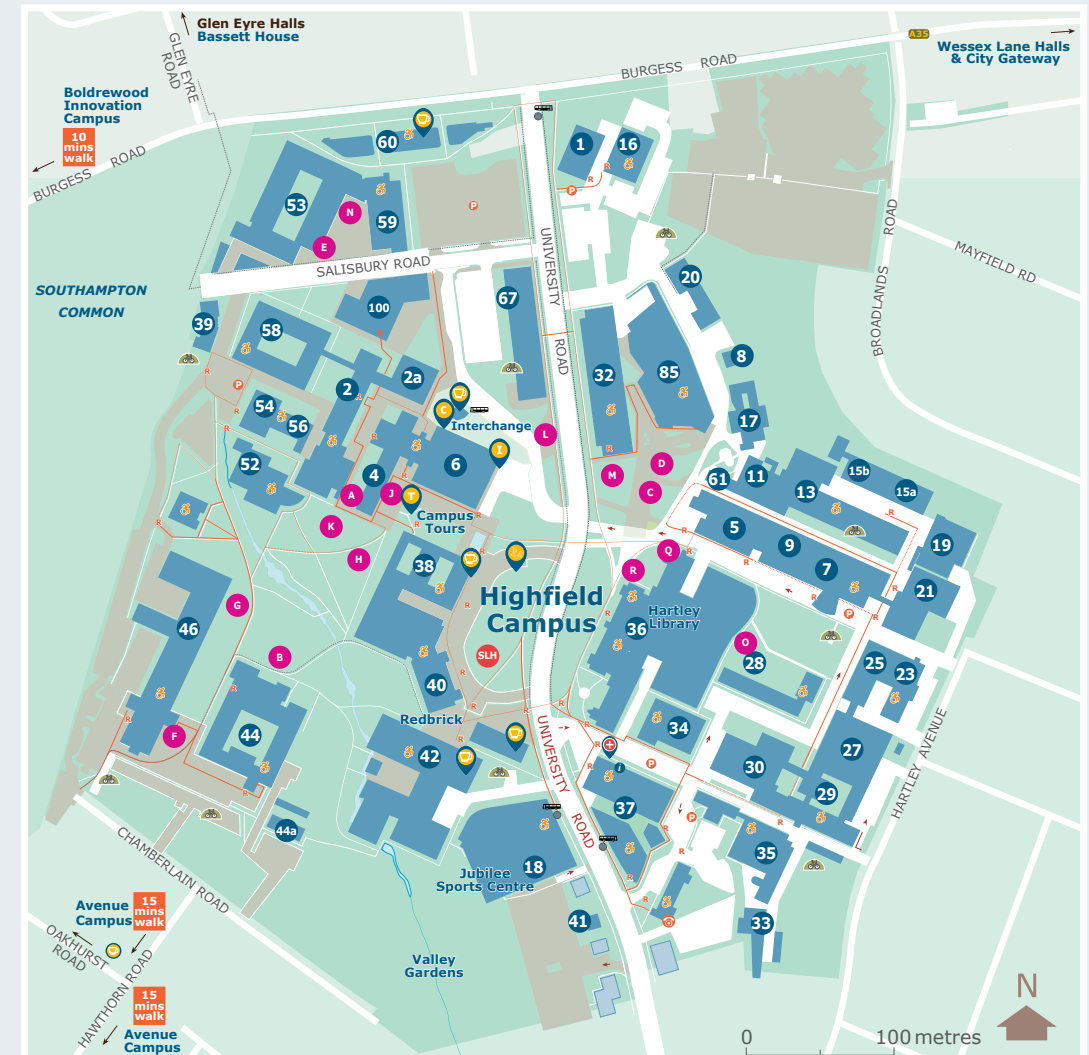 Glen Eyre Halls
Bassett House
GLEN EYRE
ROAD
A35
Wessex Lane Halls
& City Gateway
BURGESS ROAD
Boldrewood
Innovation
Campus
10
mins
walk
BURGESS ROAD
60
1
16
P
P
53
N
59
E
UNIVERSITY
ROAD
BROADLANDS
ROAD
MAYFIELD RD
SALISBURY ROAD
SOUTHAMPTON
COMMON
20
67
100
39
58
8
32
85
2a
2
P
54
56
C
Interchange
17
L
I
D
52
4
6
M
C
61
11
13
15b
15a
A
J
T
Campus
Tours
K
5
9
7
19
H
38
Q
R
21
Highfield
Campus
G
46
36
Hartley
Library
P
O
28
B
SLH
25
23
40
Redbrick
34
F
44
42
UNIVERSITY
ROAD
i
P
30
27
29
HARTLEY AVENUE
37
P
44a
35
CHAMBERLAIN ROAD
18
Jubilee
Sports Centre
Avenue
Campus
15
mins
walk
41
33
OAKHURST
ROAD
HAWTHORN ROAD
Valley
Gardens
15
mins
walk
Avenue
Campus
N
0
100 metres